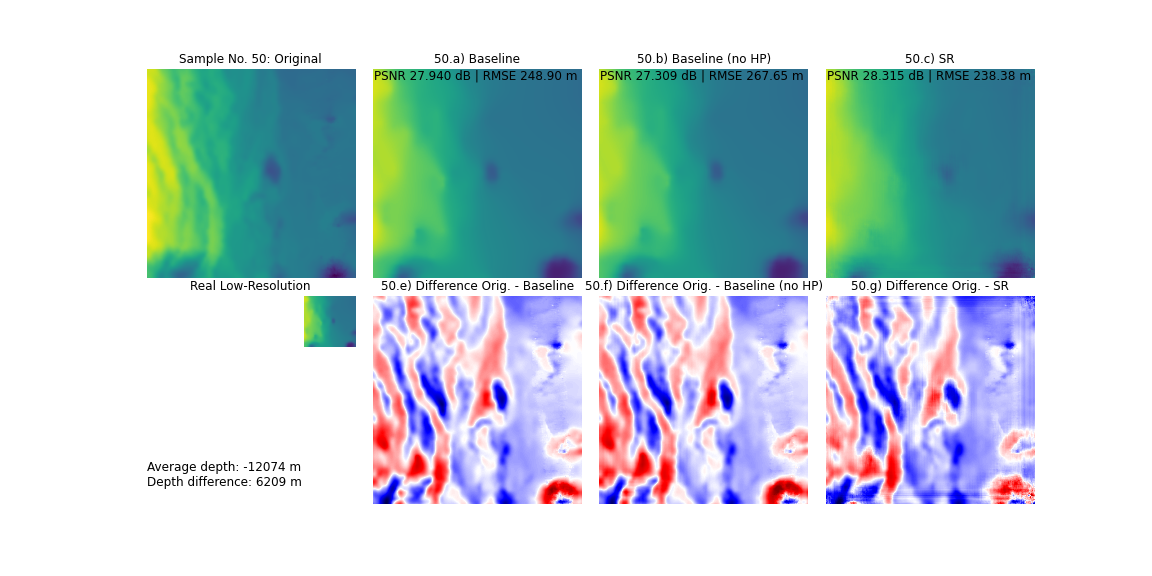 Sample No. 50: Original
50.a) Baseline
50.b) Baseline (no HP)
50.c) SR
PSNR 27.940 dB | RMSE 248.90 m
PSNR 27.309 dB | RMSE 267.65 m
PSNR 28.315 dB | RMSE 238.38 m
Real Low-Resolution
50.e) Difference Orig. - Baseline
50.f) Difference Orig. - Baseline (no HP)
50.g) Difference Orig. - SR
Average depth: -12074 m
Depth difference: 6209 m